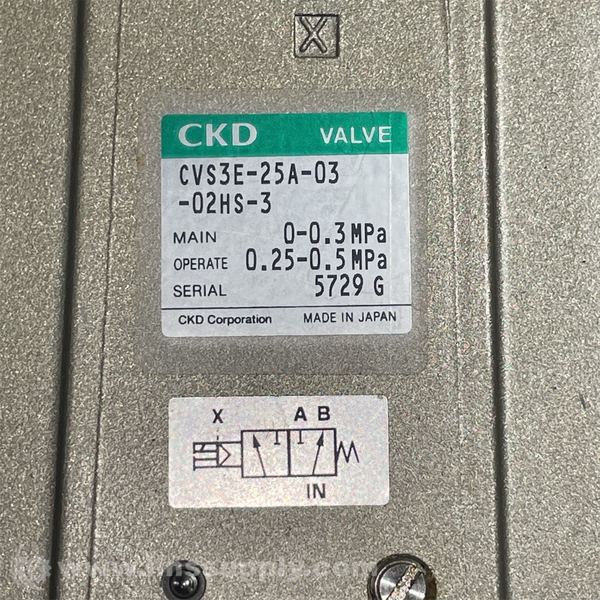 X
CKD VALVE
CVS3E-25A-03
-02HS-3
MAIN 0-0.3 MPa
OPERATE 0.25-0.5 MPa
SERIAL 5729 G
CKD Corporation MADE IN JAPAN
X A B
IN